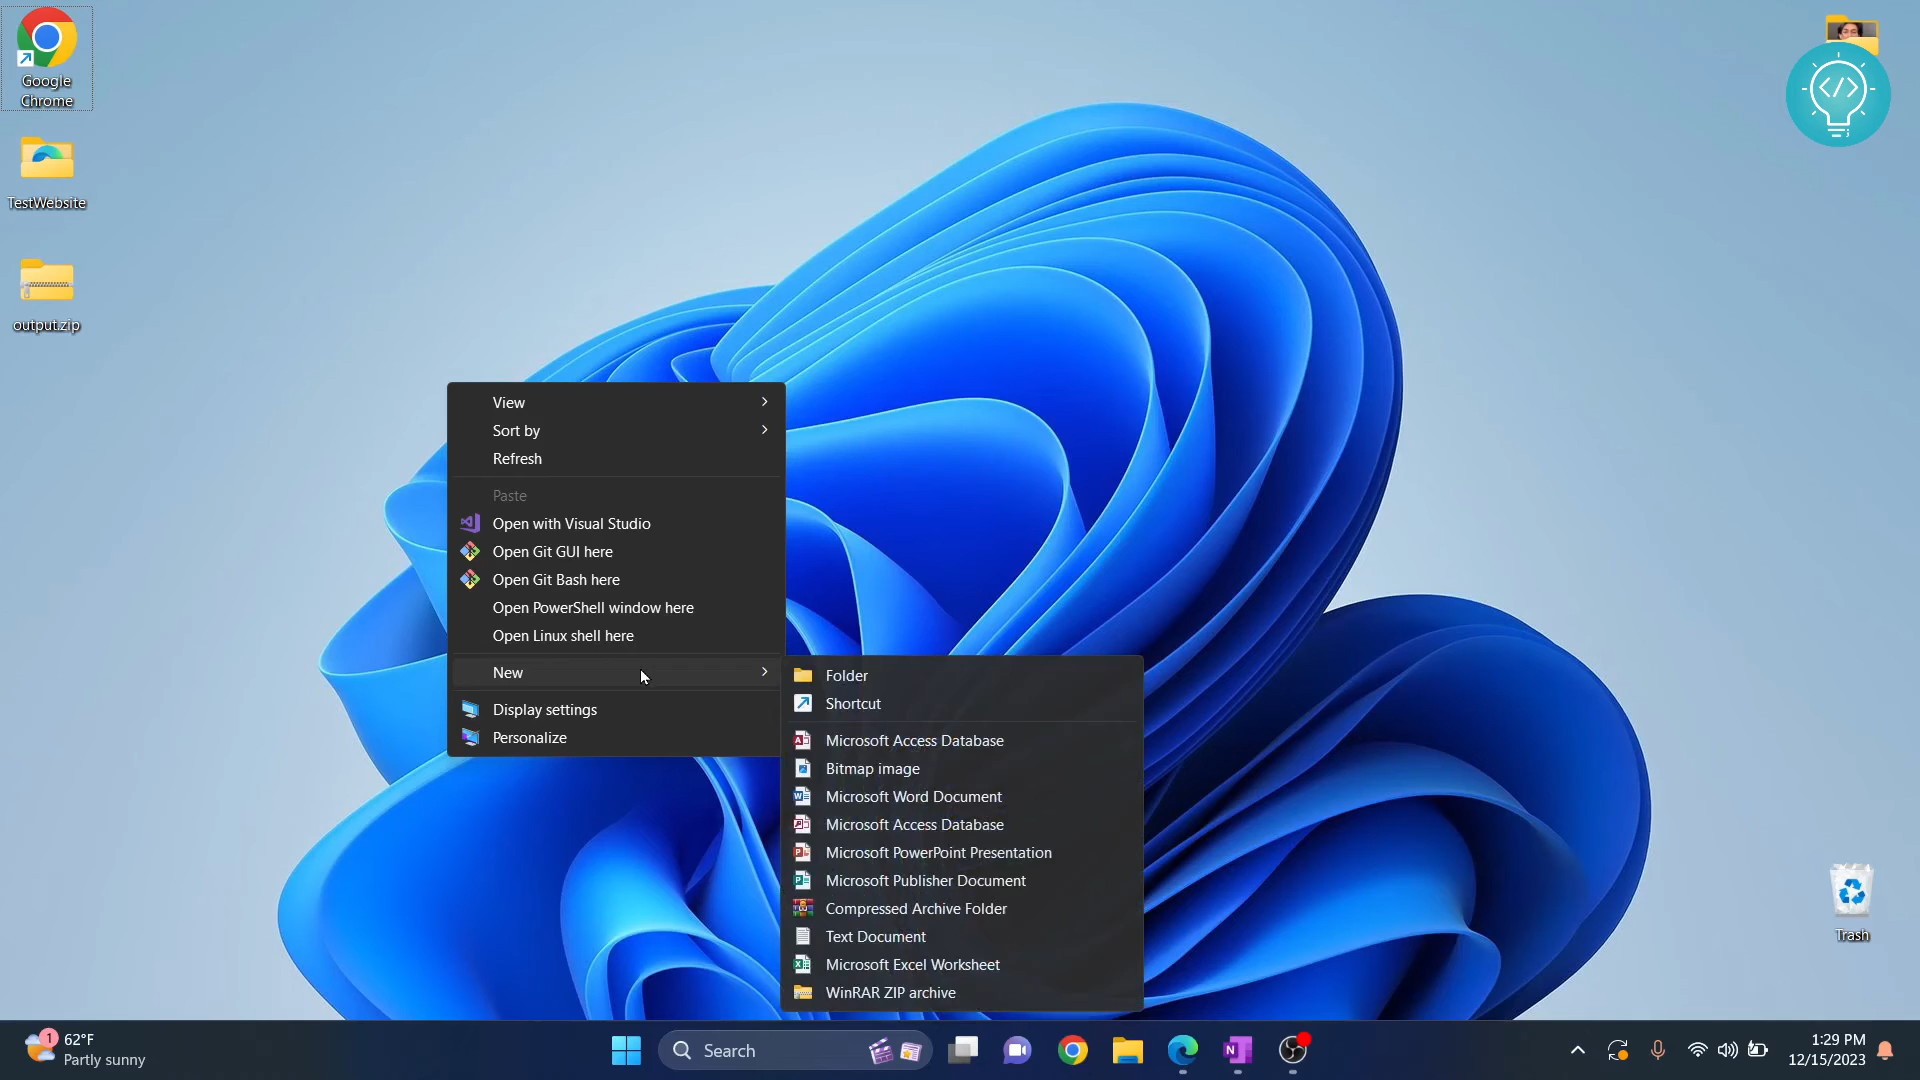 Google
Chrome
TestWebsite
output.zip
</>
View
Sort by
Refresh
Paste
Open with Visual Studio
Open Git GUI here
Open Git Bash here
Open PowerShell window here
Open Linux shell here
New
Display settings
Personalize
Folder
Shortcut
Microsoft Access Database
Bitmap image
Microsoft Word Document
Microsoft Access Database
Microsoft PowerPoint Presentation
Microsoft Publisher Document
Compressed Archive Folder
Text Document
Microsoft Excel Worksheet
WinRAR ZIP archive
Trash
1
62°F
Partly sunny
Search
N
1:29 PM
12/15/2023